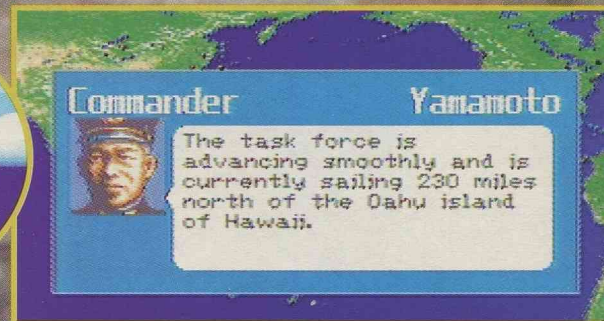 Commander Yamamoto
The task force is
advancing smoothly and is
currently sailing 230 miles
north of the Oahu island
of Hawaii.